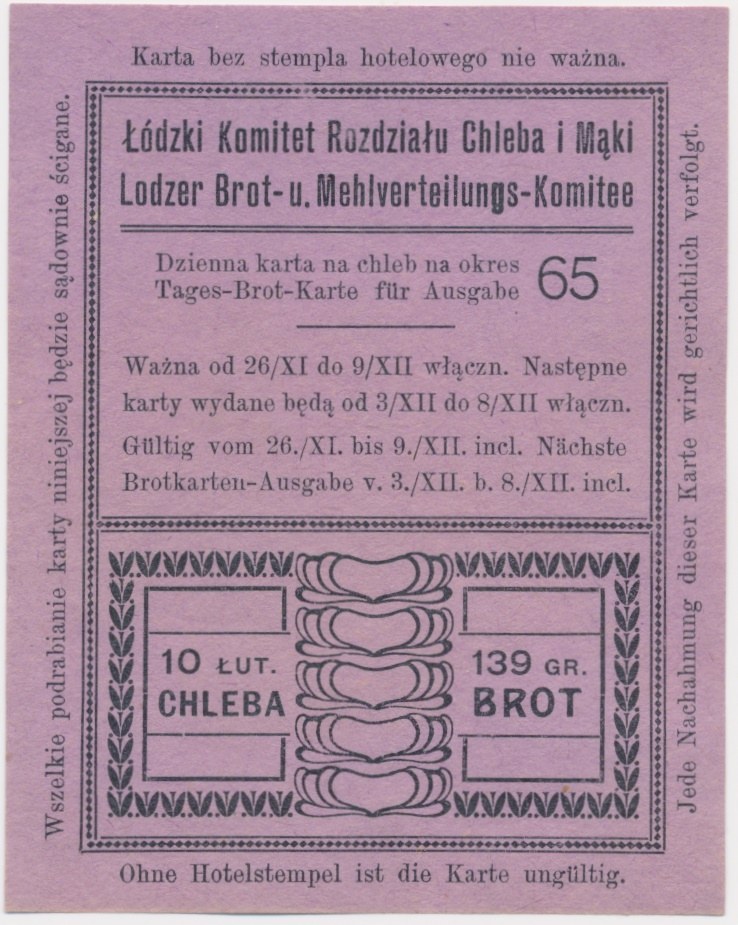 Karta bez stempla hotelowego nie ważna.
Wszelkie podrabianie karty niniejszej będzie sądownie ścigane.
Łódzki Komitet Rozdziału Chleba i Mąki
Lodzer Brot- u. Mehlverteilungs-Komitee
Dzienna karta na chleb na okres
Tages-Brot-Karte für Ausgabe
65
Ważna od 26/XI do 9/XII włączn. Następne
karty wydane będą od 3/XII do 8/XII włączn.
Gültig vom 26./XI. bis 9./XII. incl. Nächste
Brotkarten-Ausgabe v. 3./XII. b. 8./XII. incl.
10 ŁUT.
CHLEBA
139 GR.
BROT
Jede Nachahmung dieser Karte wird gerichtlich verfolgt.
Ohne Hotelstempel ist die Karte ungültig.